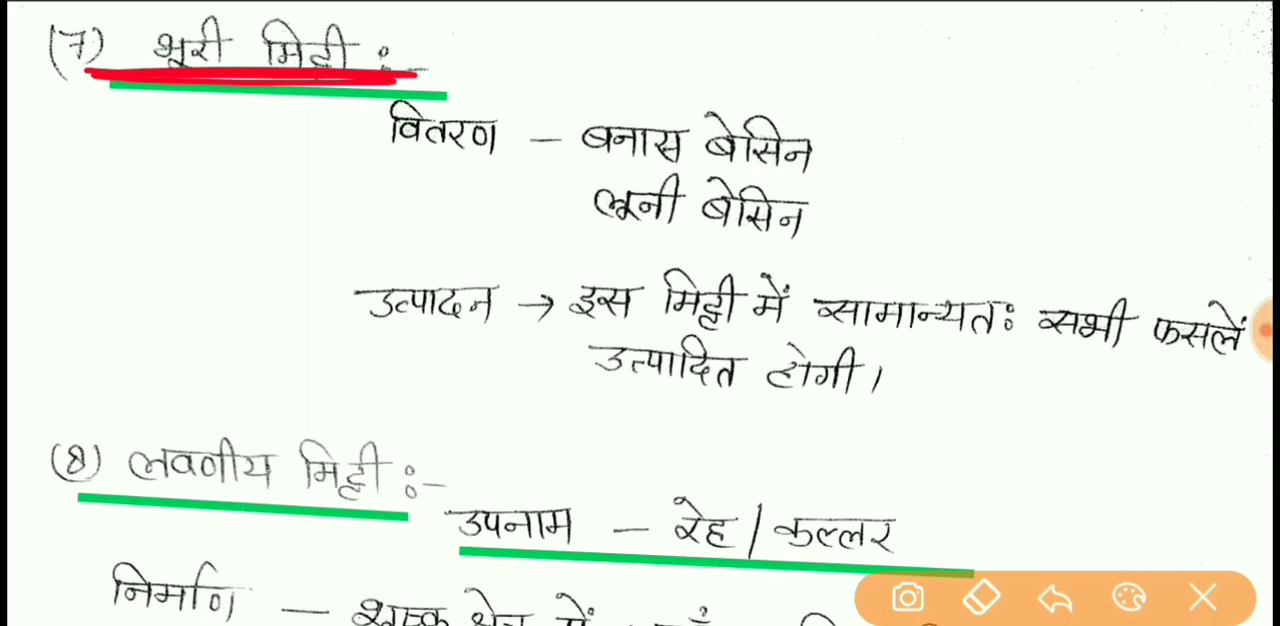 (7) भूरी मिट्टी :-
वितरण – बनास बेसिन
लूनी बेसिन
उत्पादन → इस मिट्टी में सामान्यतः सभी फसलें
उत्पादित होगी।
(8) लवणीय मिट्टी :-
उपनाम – रेह / कल्लर
निर्माण – शुष्क क्षेत्र में